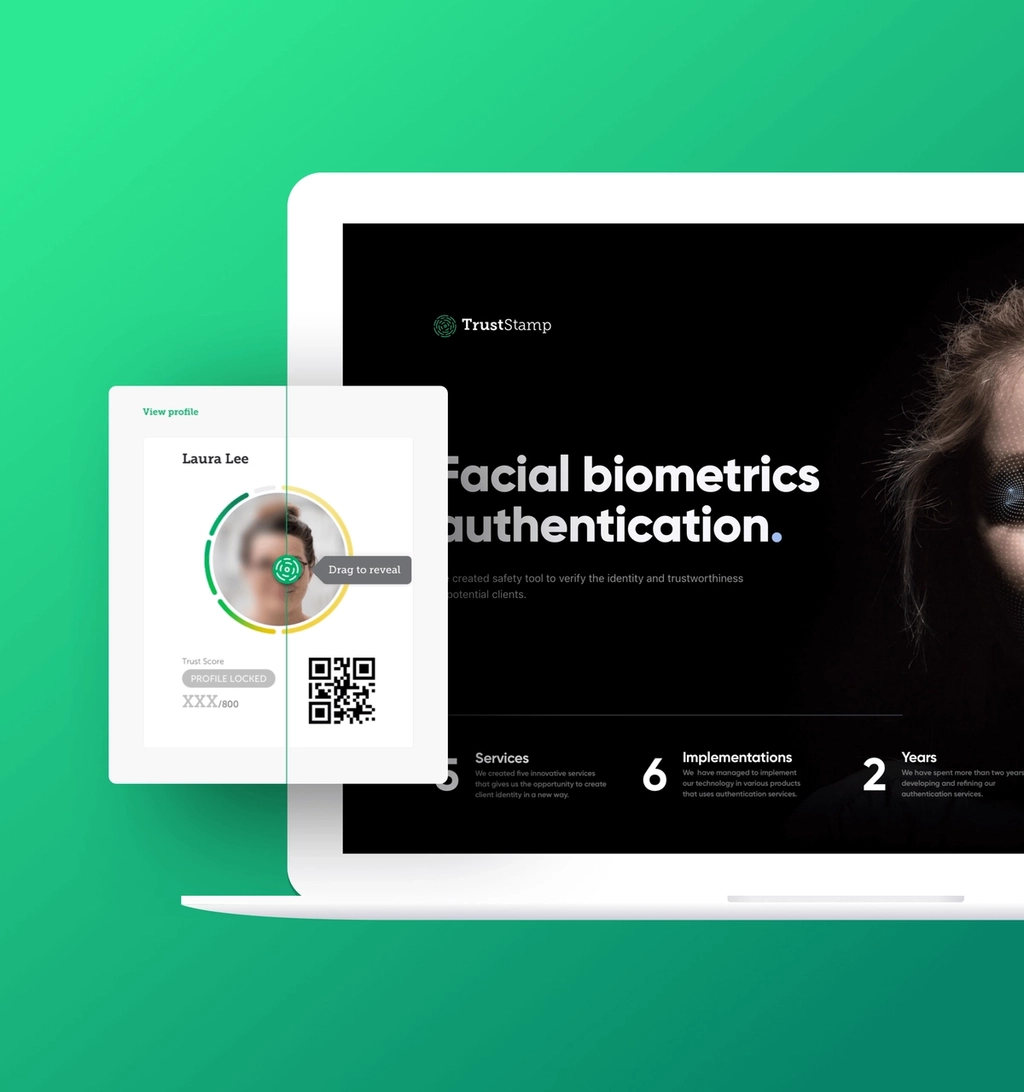 TrustStamp
View profile
Laura Lee
Drag to reveal
Trust Score
PROFILE LOCKED
XXX/800
Facial biometrics
authentication.
created safety tool to verify the identity and trustworthiness
potential clients.
5
Services
We created five innovative services
that gives us the opportunity to create
client identity in a new way.
6
Implementations
We have managed to implement
our technology in various products
that uses authentication services.
2
Years
We have spent more than two years
developing and refining our
authentication services.